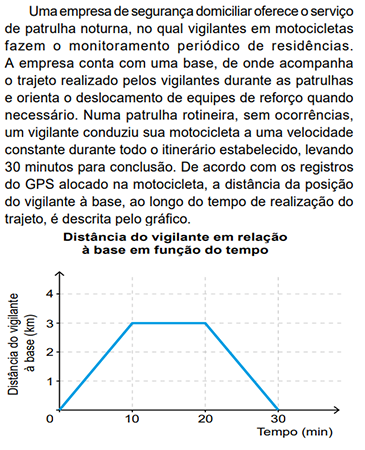 Uma empresa de segurança domiciliar oferece o serviço
de patrulha noturna, no qual vigilantes em motocicletas
fazem o monitoramento periódico de residências.
A empresa conta com uma base, de onde acompanha
o trajeto realizado pelos vigilantes durante as patrulhas
e orienta o deslocamento de equipes de reforço quando
necessário. Numa patrulha rotineira, sem ocorrências,
um vigilante conduziu sua motocicleta a uma velocidade
constante durante todo o itinerário estabelecido, levando
30 minutos para conclusão. De acordo com os registros
do GPS alocado na motocicleta, a distância da posição
do vigilante à base, ao longo do tempo de realização do
trajeto, é descrita pelo gráfico.
Distância do vigilante em relação
à base em função do tempo
Distância do vigilante
à base (km)
4
3
2
1
0 10 20 30
Tempo (min)